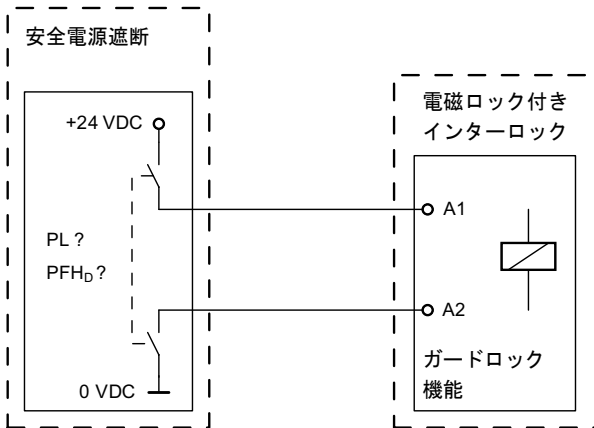 安全電源遮断
+24 VDC
PL ?
PFHD?
0 VDC
電磁ロック付き
インターロック
A1
A2
ガードロック
機能